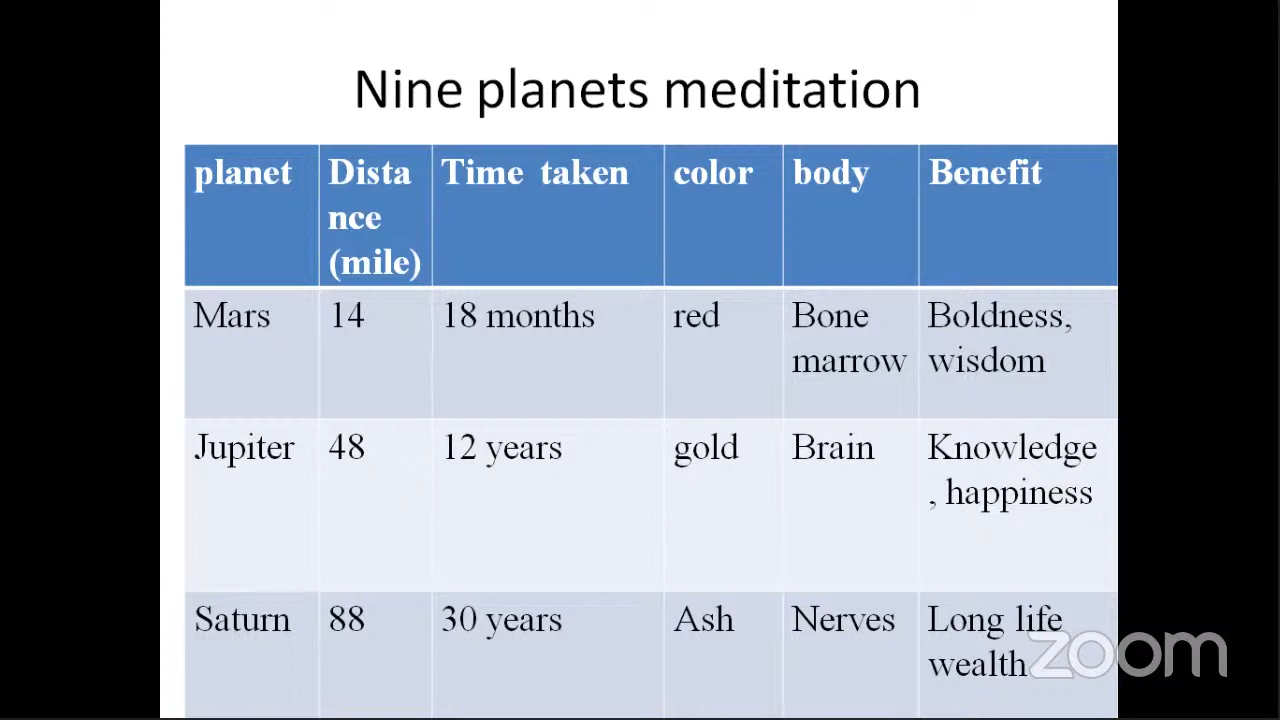 Nine planets meditation
planet Dista Time taken color body Benefit
nce
(mile)
Mars 14 18 months red Bone Boldness,
marrow wisdom
Jupiter 48 12 years gold Brain Knowledge
, happiness
Saturn 88 30 years Ash Nerves Long life
wealth
zoom